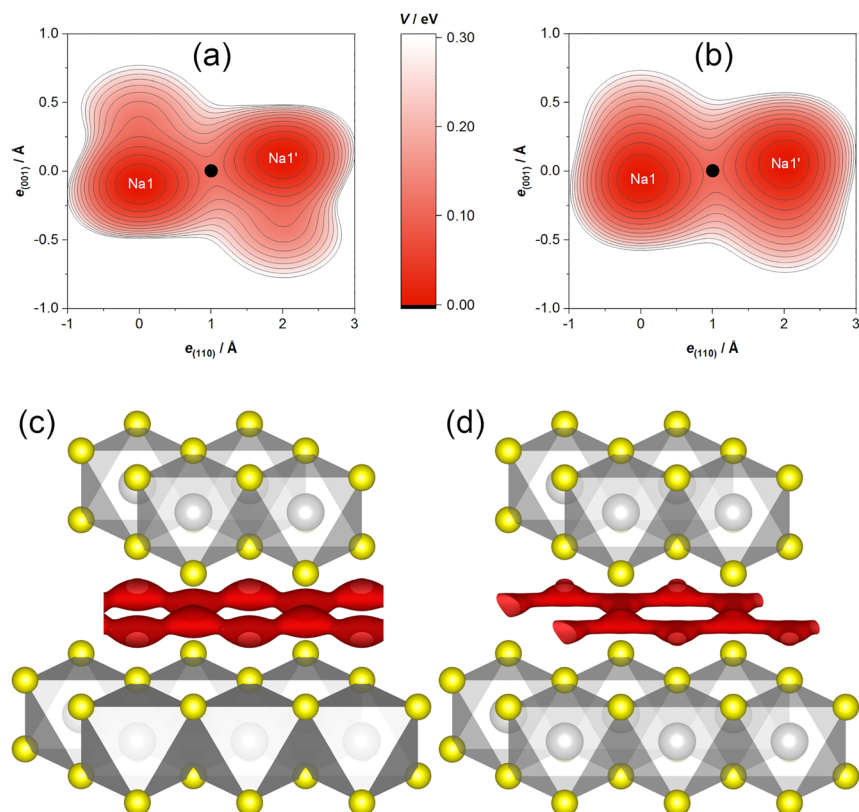 (a)
V / eV
(b)
1.0
0.5
0.0
-0.5
-1.0
e(001) / Å
Na1
Na1'
-1
0
1
2
3
e(110) / Å
0.30
0.20
0.10
0.00
1.0
0.5
0.0
-0.5
-1.0
e(001) / Å
Na1
Na1'
-1
0
1
2
3
e(110) / Å
(c)
(d)